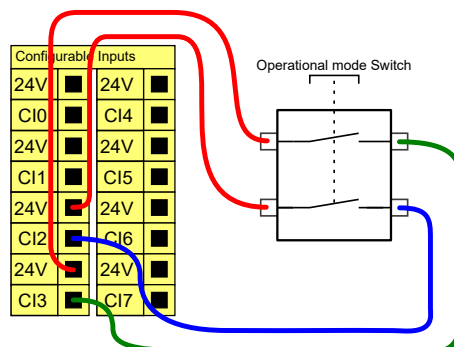 Configurable Inputs
Operational mode Switch
24V 24V
CI0 CI4
24V 24V
CI1 CI5
24V 24V
CI2 CI6
24V 24V
CI3 CI7